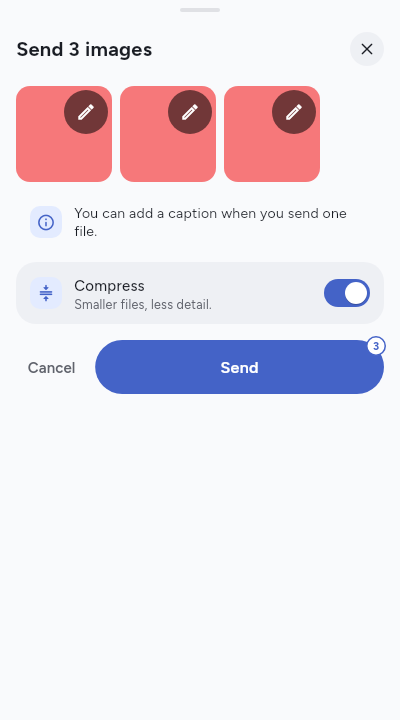 Send 3 images
You can add a caption when you send one
file.
Compress
Smaller files, less detail.
3
Cancel
Send